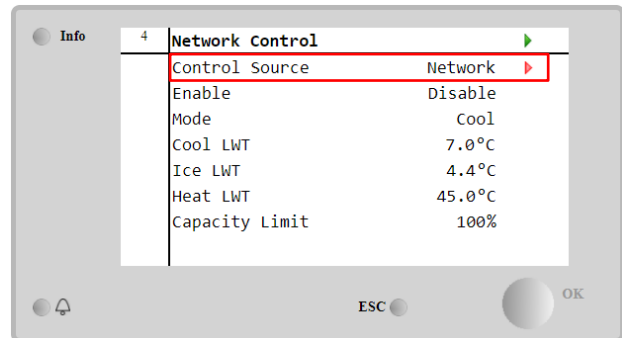 Info
4 Network Control
Control Source Network
Enable Disable
Mode Cool
Cool LWT 7.0°C
Ice LWT 4.4°C
Heat LWT 45.0°C
Capacity Limit 100%
ESC
OK